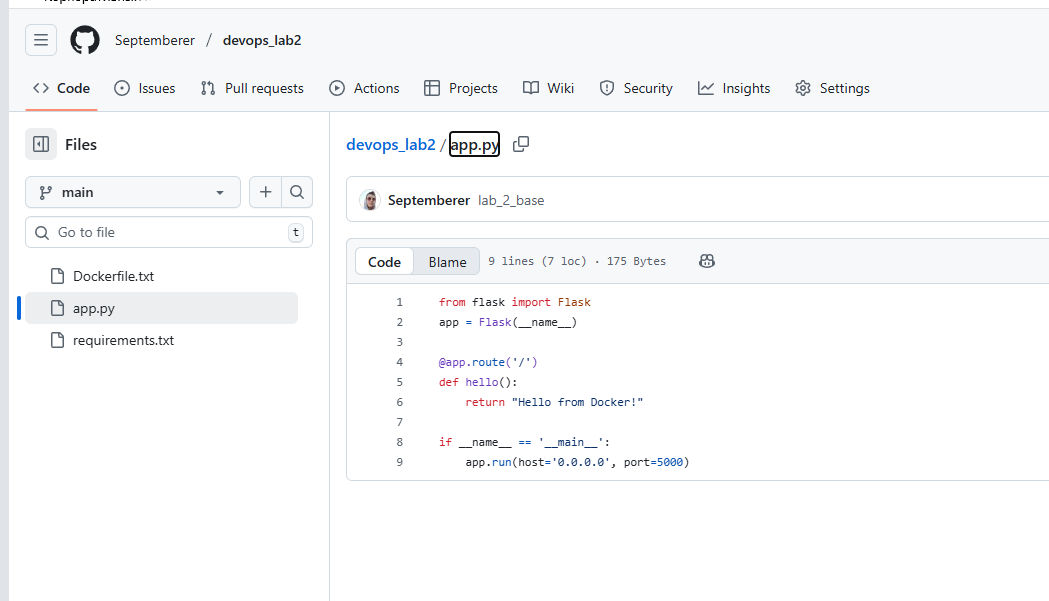 Septemberer / devops_lab2
Code Issues Pull requests Actions Projects Wiki Security Insights Settings
Files
main
Go to file t
Dockerfile.txt
app.py
requirements.txt
devops_lab2 / app.py
Septemberer lab_2_base
Code Blame 9 lines (7 loc) · 175 Bytes
1 from flask import Flask
2 app = Flask(__name__)
3
4 @app.route('/')
5 def hello():
6     return "Hello from Docker!"
7
8 if __name__ == '__main__':
9     app.run(host='0.0.0.0', port=5000)